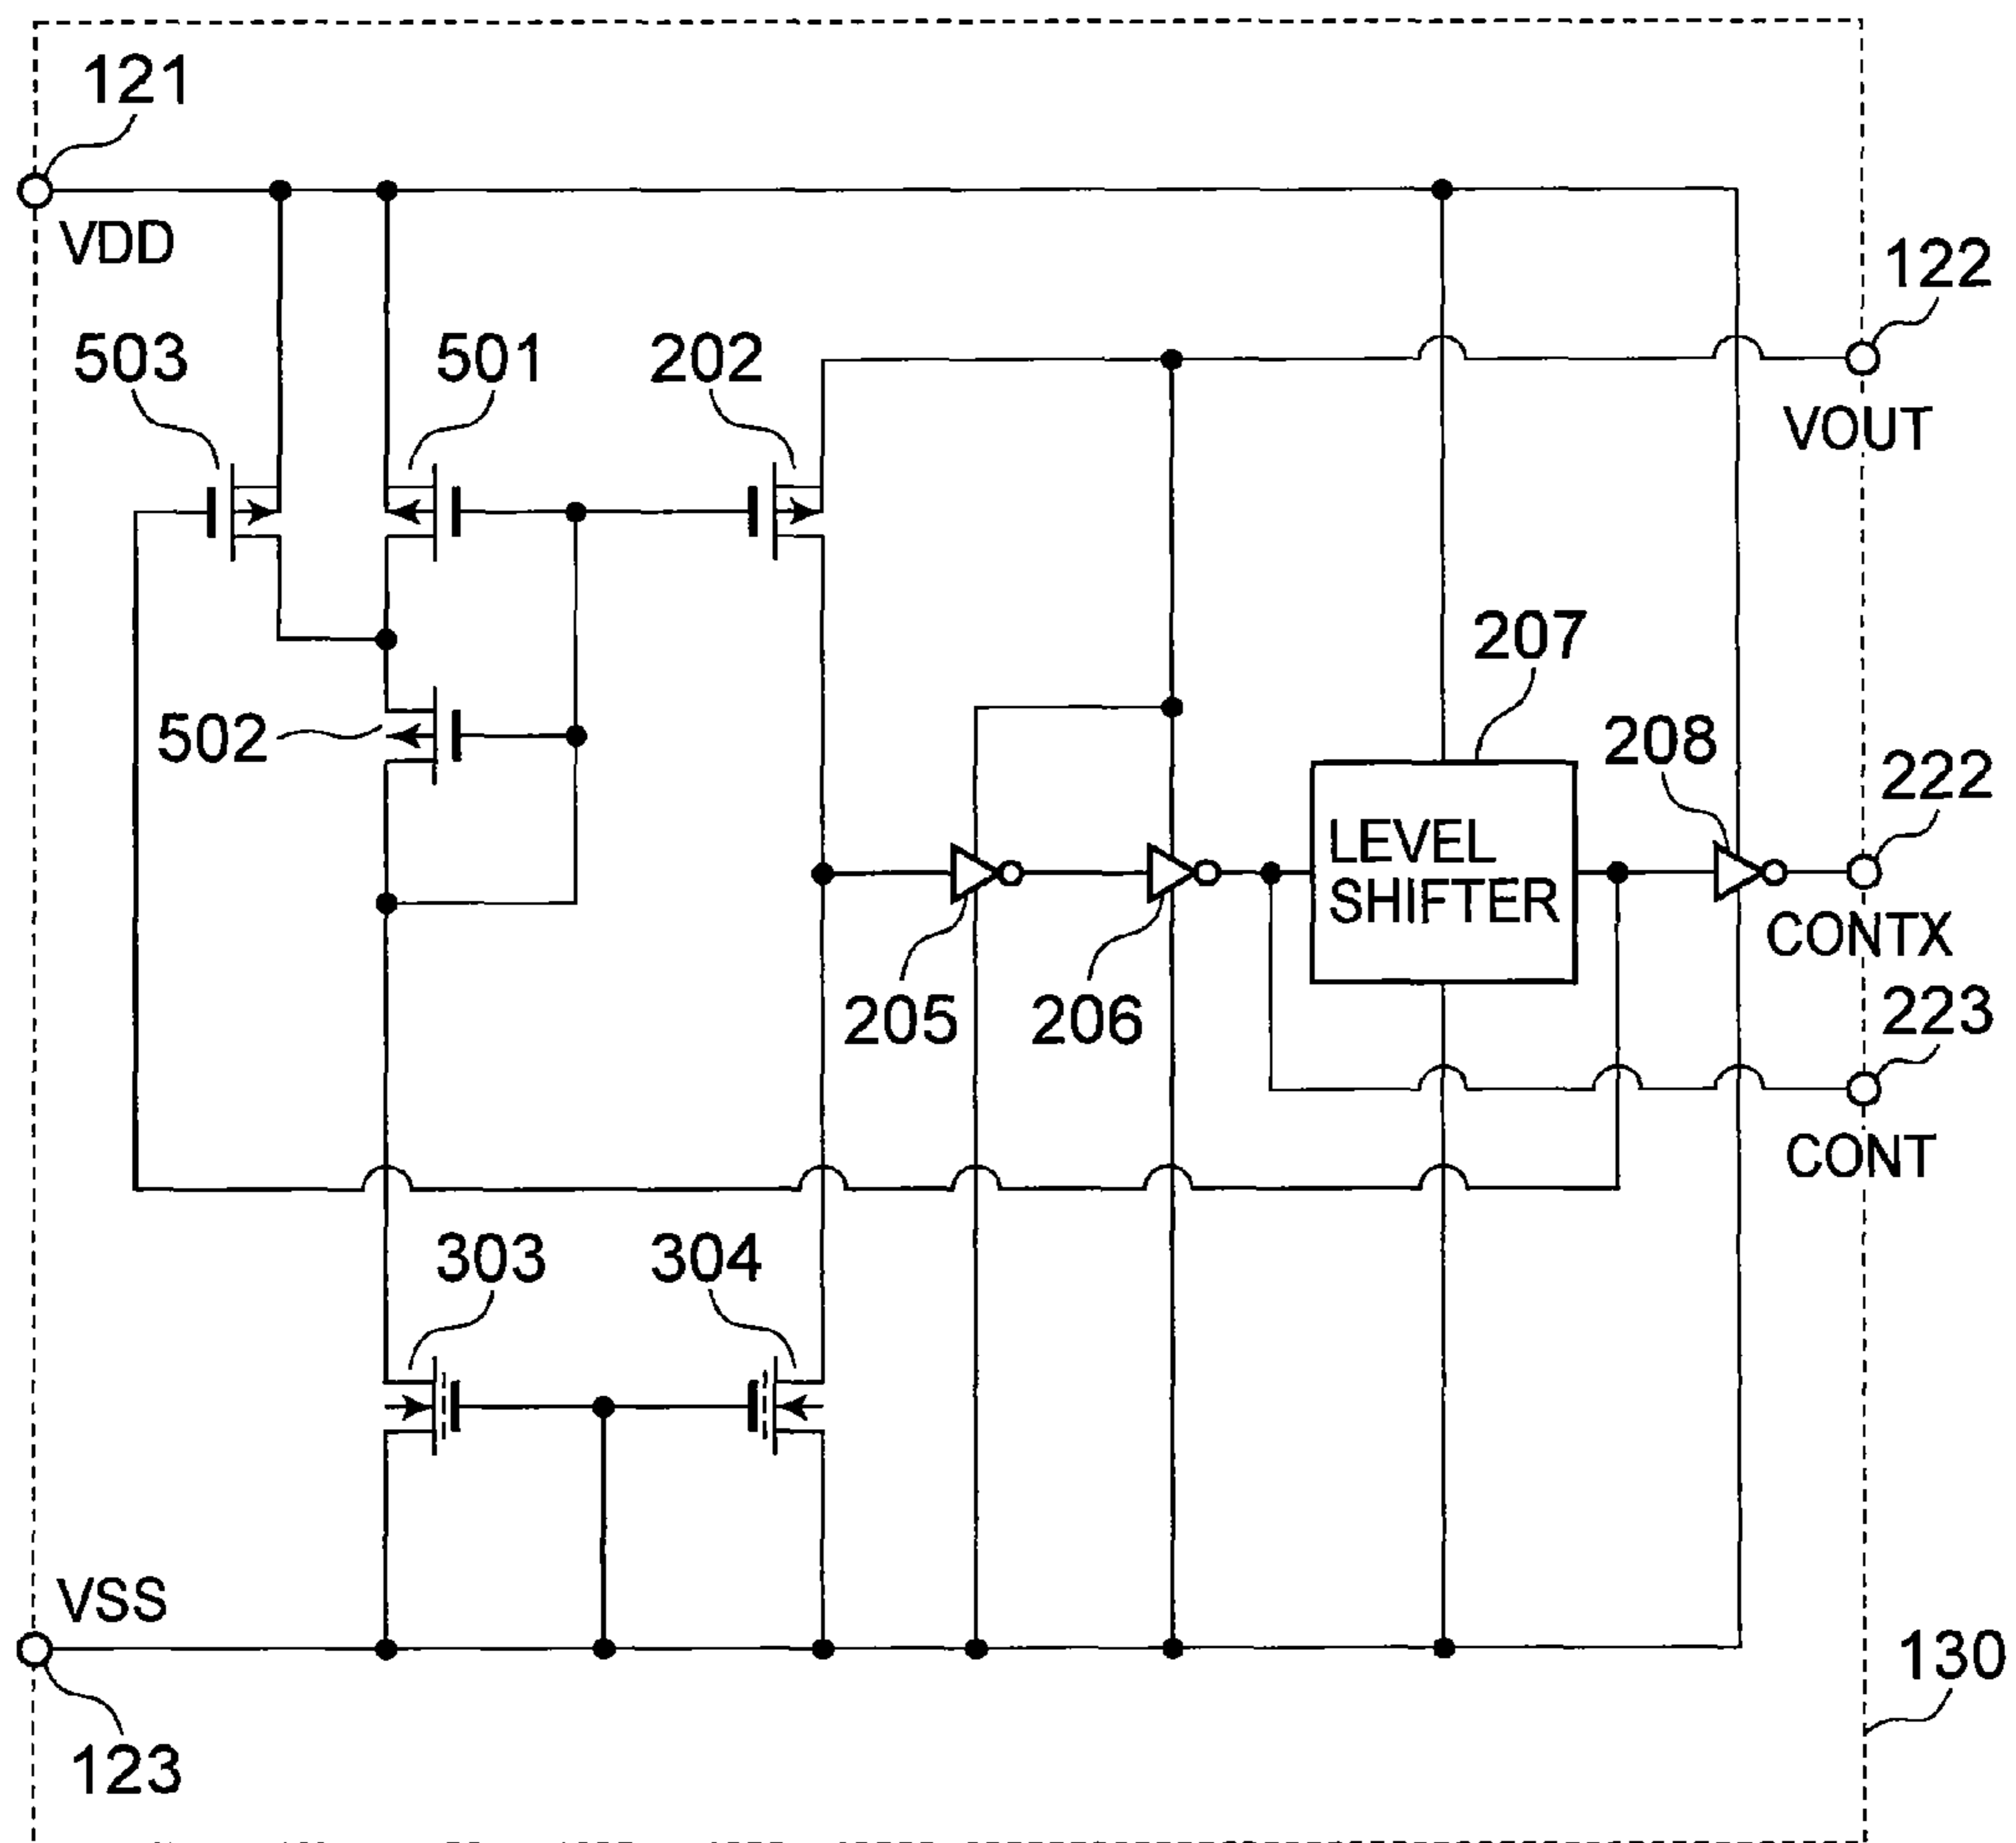 121
VDD
122
503
501
202
VOUT
207
502
208
222
LEVEL
SHIFTER
CONTX
205
206
223
CONT
303
304
VSS
130
123